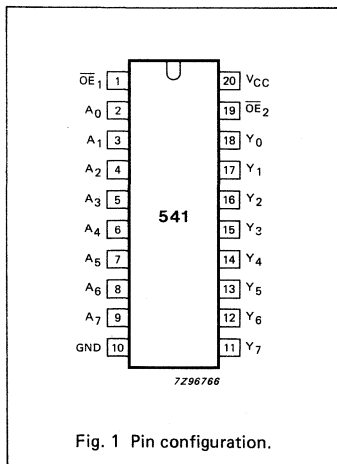 OE1 1 20 VCC
A0 2 19 OE2
A1 3 18 Y0
A2 4 17 Y1
A3 5 16 Y2
541
A4 6 15 Y3
A5 7 14 Y4
A6 8 13 Y5
A7 9 12 Y6
GND 10 11 Y7
7Z96766
Fig. 1 Pin configuration.